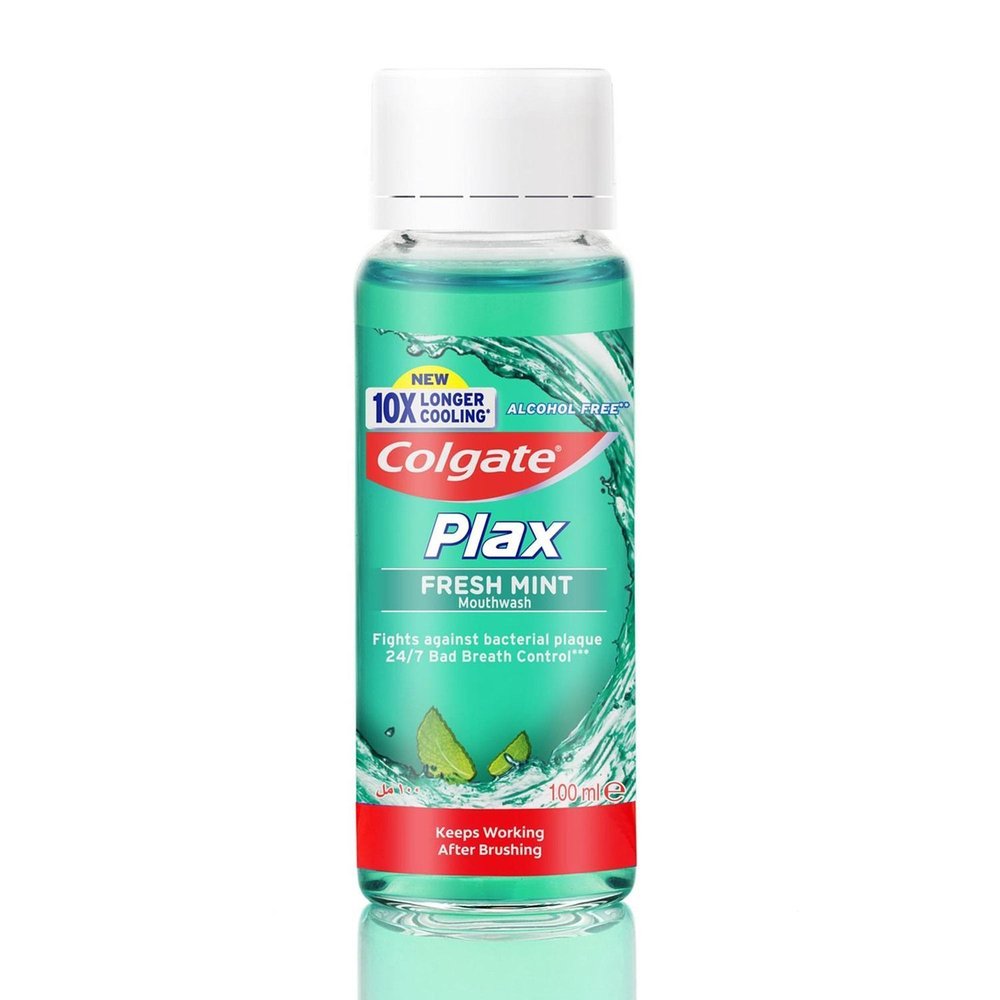 NEW
10X LONGER
COOLING*
ALCOHOL FREE**
Colgate®
Plax
FRESH MINT
Mouthwash
Fights against bacterial plaque
24/7 Bad Breath Control***
١٠٠ مل
100 ml ℮
Keeps Working
After Brushing